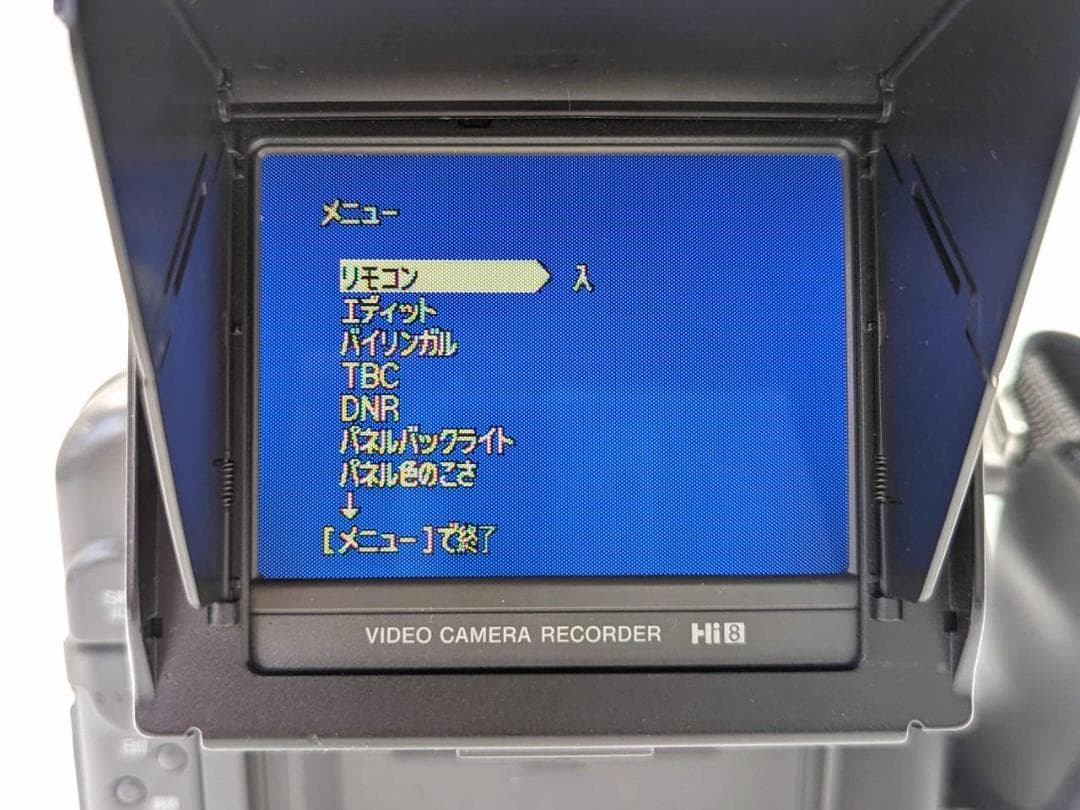 メニュー
リモコン 入
エディット
バイリンガル
TBC
DNR
パネルバックライト
パネル色のこさ
↓
[メニュー]で終了
VIDEO CAMERA RECORDER Hi8